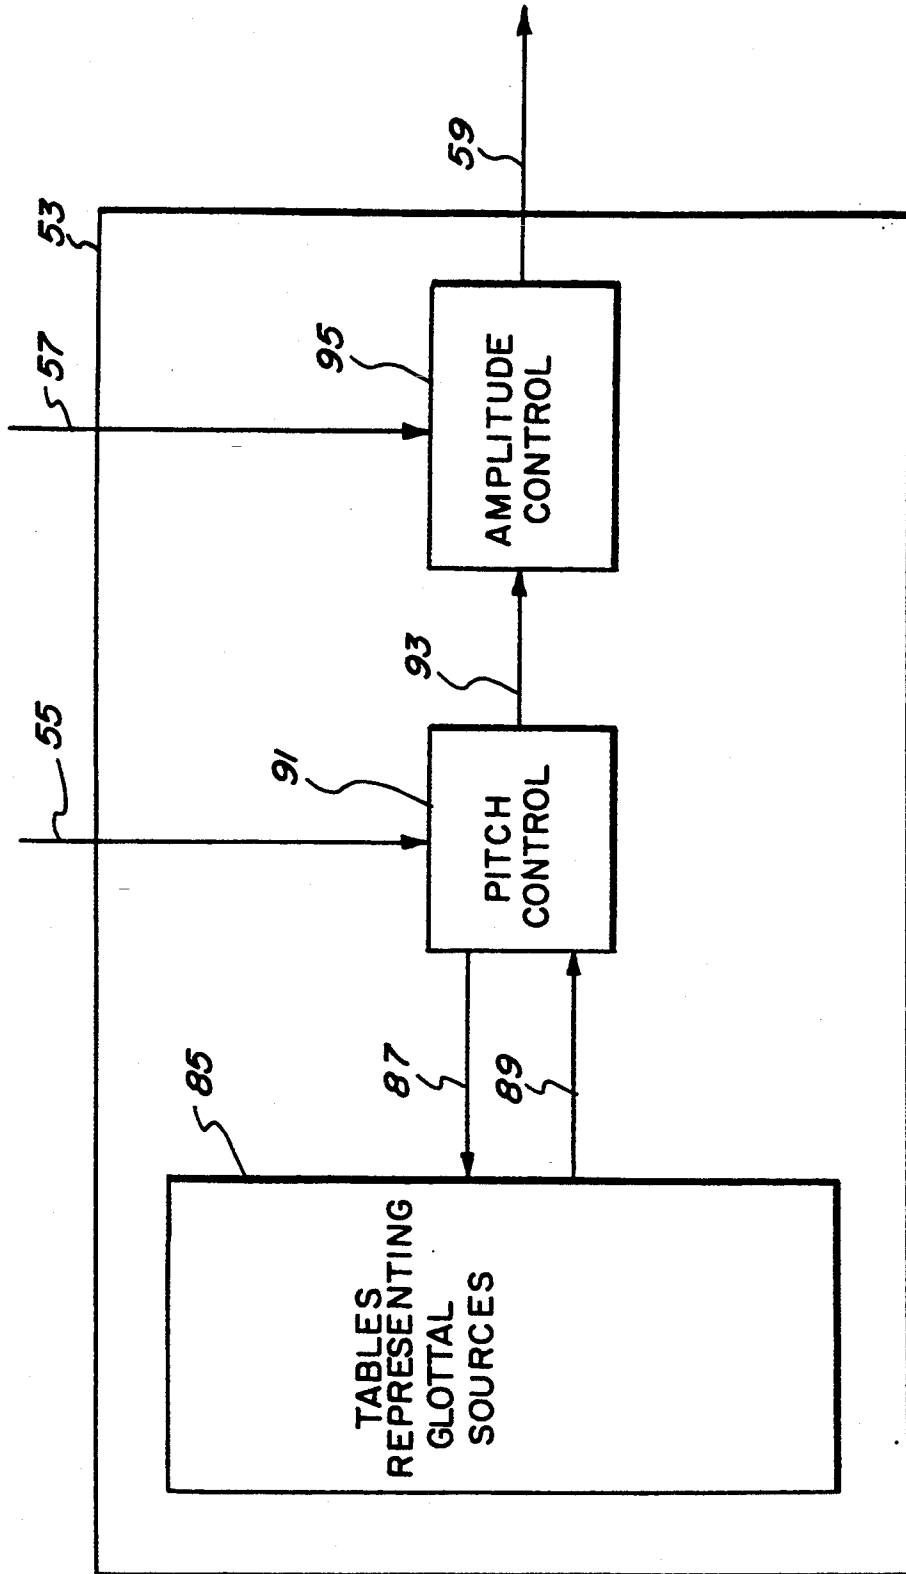 53
57
55
59
95
AMPLITUDE
CONTROL
93
91
PITCH
CONTROL
87
89
85
TABLES
REPRESENTING
GLOTTAL
SOURCES